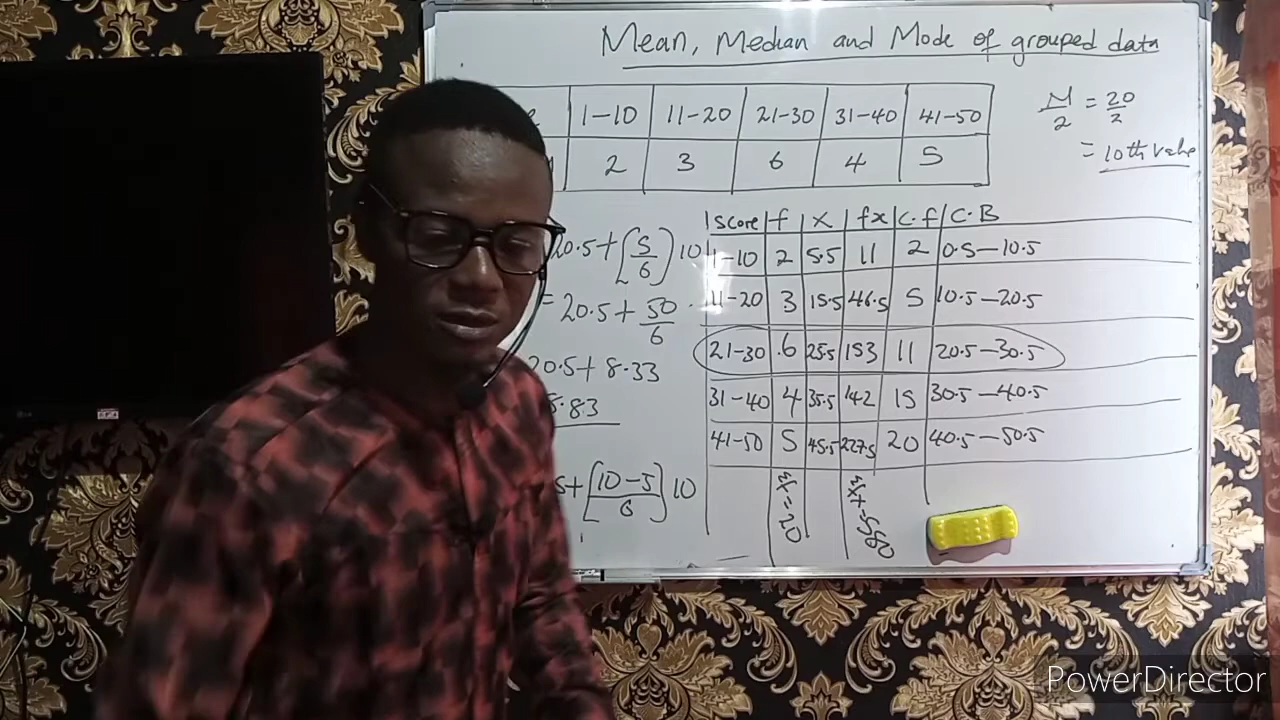 Mean, Median and Mode of grouped data
1-10 11-20 21-30 31-40 41-50
2 3 6 4 5
N/2 = 20/2
= 10th value
20.5 + [5/6] 10
= 20.5 + 50/6
20.5 + 8.33
.83
+ [10-5/6] 10
Score f x fx C.f C.B
1-10 2 5.5 11 2 0.5-10.5
11-20 3 15.5 46.5 5 10.5-20.5
21-30 6 25.5 153 11 20.5-30.5
31-40 4 35.5 142 15 30.5-40.5
41-50 5 45.5 227.5 20 40.5-50.5
Σf=20 Σfx=580
LG
PowerDirector